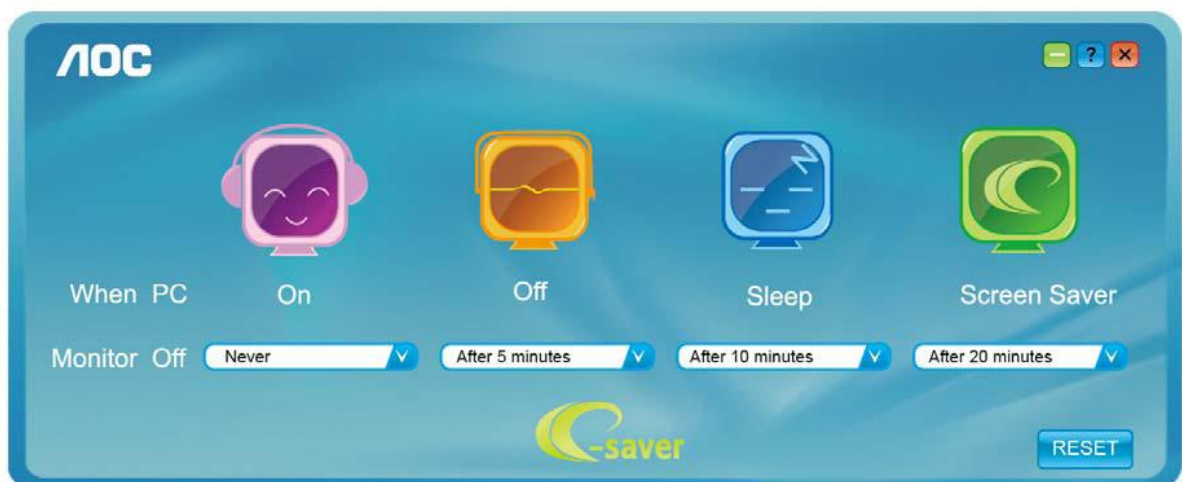 AOC
?
When PC On Off Sleep Screen Saver
Monitor Off Never After 5 minutes After 10 minutes After 20 minutes
e-saver
RESET